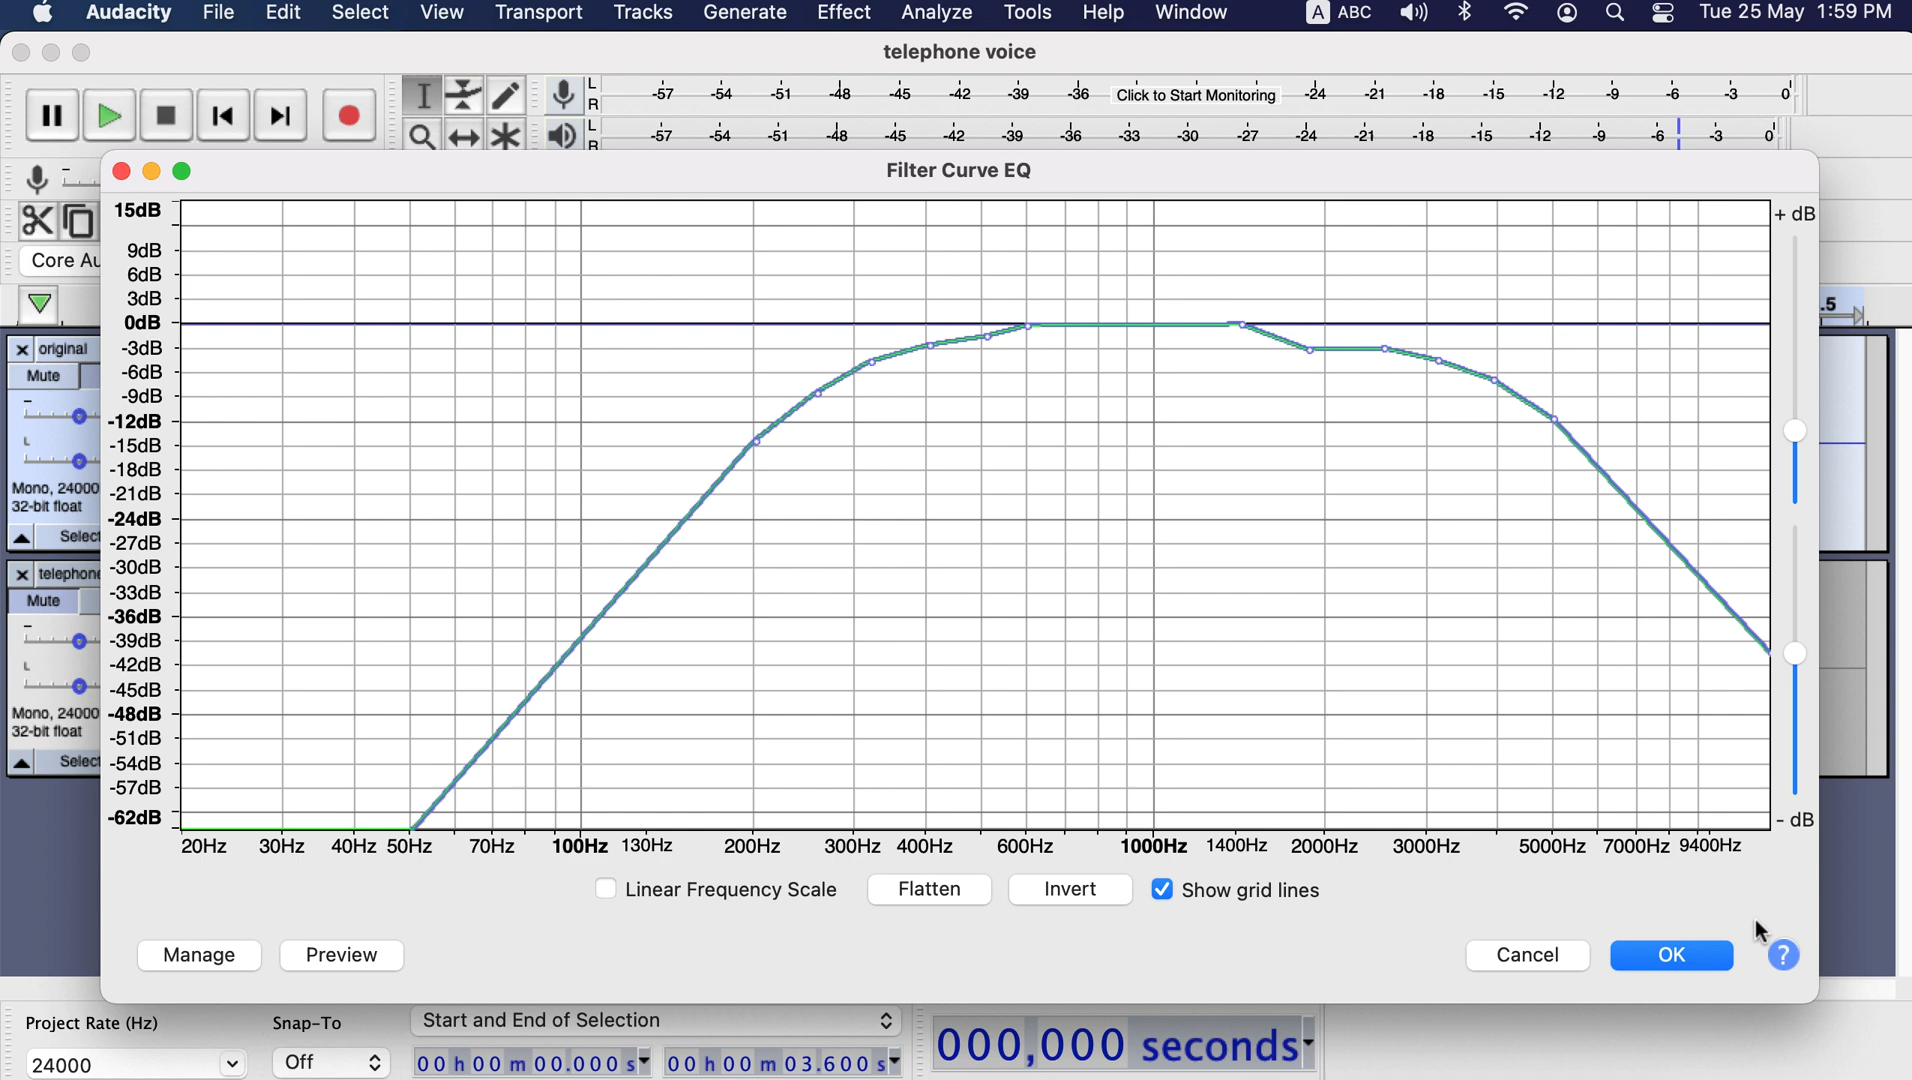 Audacity File Edit Select View Transport Tracks Generate Effect Analyze Tools Help Window A ABC Tue 25 May 1:59 PM
telephone voice
L -57 -54 -51 -48 -45 -42 -39 -36 Click to Start Monitoring -24 -21 -18 -15 -12 -9 -6 -3 0
R
L -57 -54 -51 -48 -45 -42 -39 -36 -33 -30 -27 -24 -21 -18 -15 -12 -9 -6 -3 0
R
Filter Curve EQ
Core Au
.5
× original
Mute
L
Mono, 24000
32-bit float
Select
× telephone
Mute
L
Mono, 24000
32-bit float
Select
15dB
9dB
6dB
3dB
0dB
-3dB
-6dB
-9dB
-12dB
-15dB
-18dB
-21dB
-24dB
-27dB
-30dB
-33dB
-36dB
-39dB
-42dB
-45dB
-48dB
-51dB
-54dB
-57dB
-62dB
+ dB
- dB
20Hz 30Hz 40Hz 50Hz 70Hz 100Hz 130Hz 200Hz 300Hz 400Hz 600Hz 1000Hz 1400Hz 2000Hz 3000Hz 5000Hz 7000Hz 9400Hz
Linear Frequency Scale Flatten Invert Show grid lines
Manage Preview Cancel OK ?
Project Rate (Hz) Snap-To Start and End of Selection
24000 Off 00 h 00 m 00.000 s 00 h 00 m 03.600 s 000,000 seconds